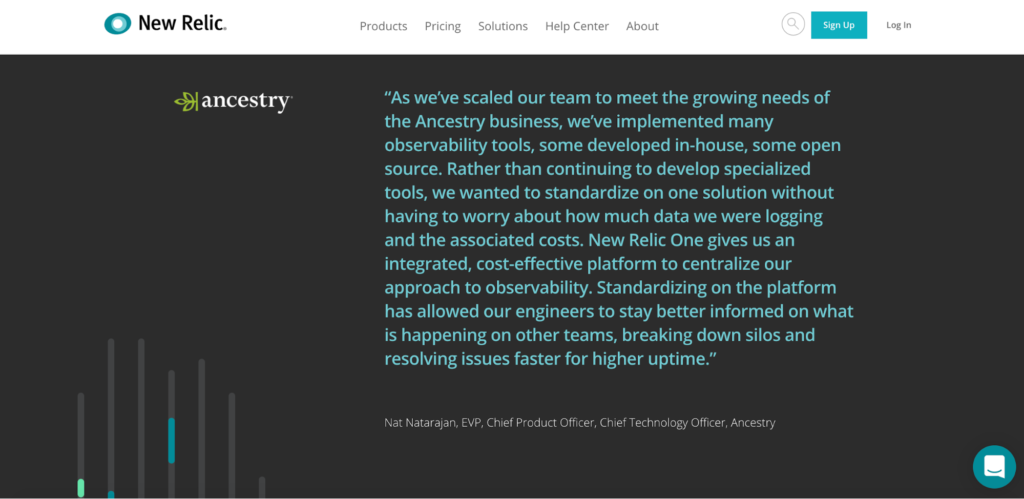 New Relic®
Products Pricing Solutions Help Center About
Sign Up
Log In
ancestry
“As we’ve scaled our team to meet the growing needs of
the Ancestry business, we’ve implemented many
observability tools, some developed in-house, some open
source. Rather than continuing to develop specialized
tools, we wanted to standardize on one solution without
having to worry about how much data we were logging
and the associated costs. New Relic One gives us an
integrated, cost-effective platform to centralize our
approach to observability. Standardizing on the platform
has allowed our engineers to stay better informed on what
is happening on other teams, breaking down silos and
resolving issues faster for higher uptime.”
Nat Natarajan, EVP, Chief Product Officer, Chief Technology Officer, Ancestry